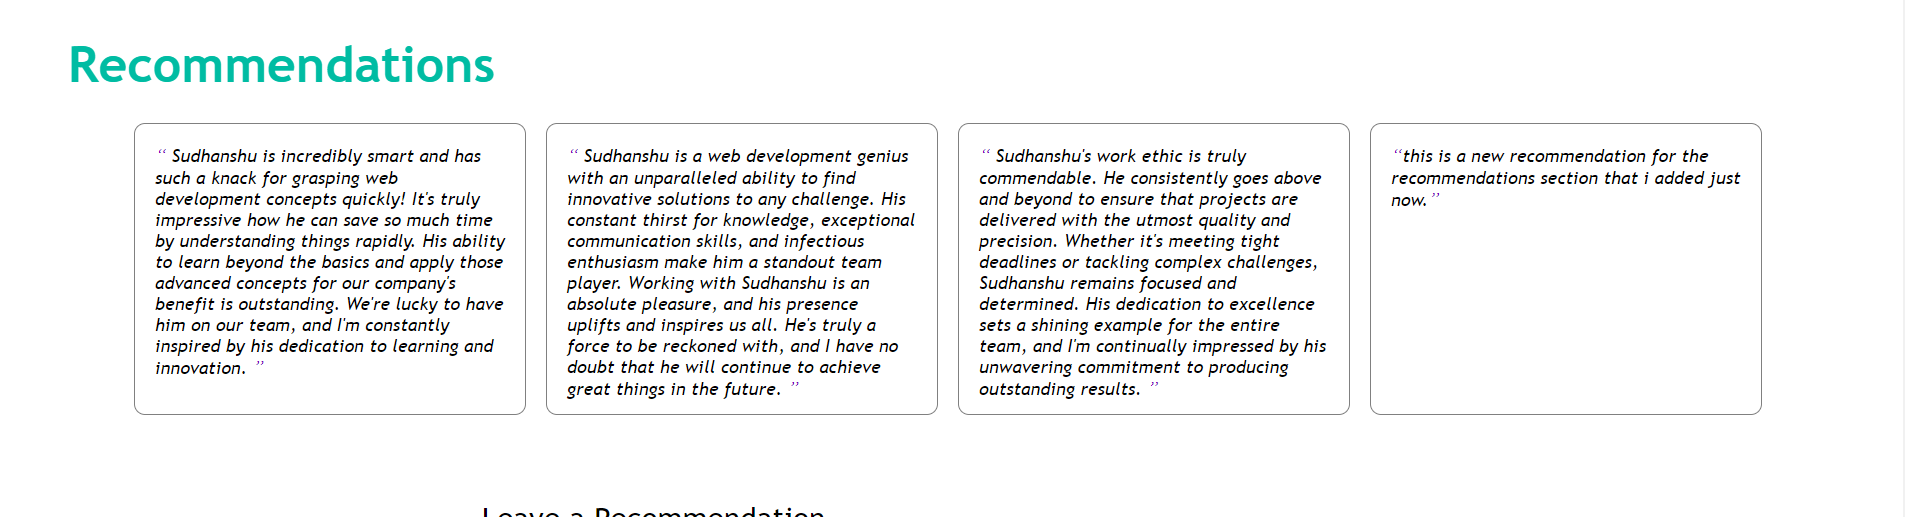 Recommendations
“ Sudhanshu is incredibly smart and has
such a knack for grasping web
development concepts quickly! It's truly
impressive how he can save so much time
by understanding things rapidly. His ability
to learn beyond the basics and apply those
advanced concepts for our company's
benefit is outstanding. We're lucky to have
him on our team, and I'm constantly
inspired by his dedication to learning and
innovation. ”
“ Sudhanshu is a web development genius
with an unparalleled ability to find
innovative solutions to any challenge. His
constant thirst for knowledge, exceptional
communication skills, and infectious
enthusiasm make him a standout team
player. Working with Sudhanshu is an
absolute pleasure, and his presence
uplifts and inspires us all. He's truly a
force to be reckoned with, and I have no
doubt that he will continue to achieve
great things in the future. ”
“ Sudhanshu's work ethic is truly
commendable. He consistently goes above
and beyond to ensure that projects are
delivered with the utmost quality and
precision. Whether it's meeting tight
deadlines or tackling complex challenges,
Sudhanshu remains focused and
determined. His dedication to excellence
sets a shining example for the entire
team, and I'm continually impressed by his
unwavering commitment to producing
outstanding results. ”
“this is a new recommendation for the
recommendations section that i added just
now. ”
Leave a Recommendation